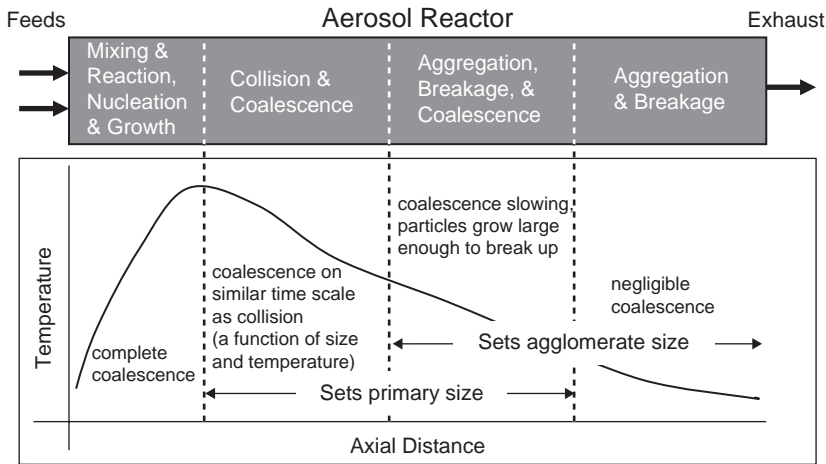 Aerosol Reactor
Feeds
Exhaust
Mixing &
Reaction,
Nucleation
& Growth
Collision &
Coalescence
Aggregation,
Breakage, &
Coalescence
Aggregation
& Breakage
Temperature
complete
coalescence
coalescence on
similar time scale
as collision
(a function of size
and temperature)
coalescence slowing,
particles grow large
enough to break up
negligible
coalescence
Sets agglomerate size
Sets primary size
Axial Distance